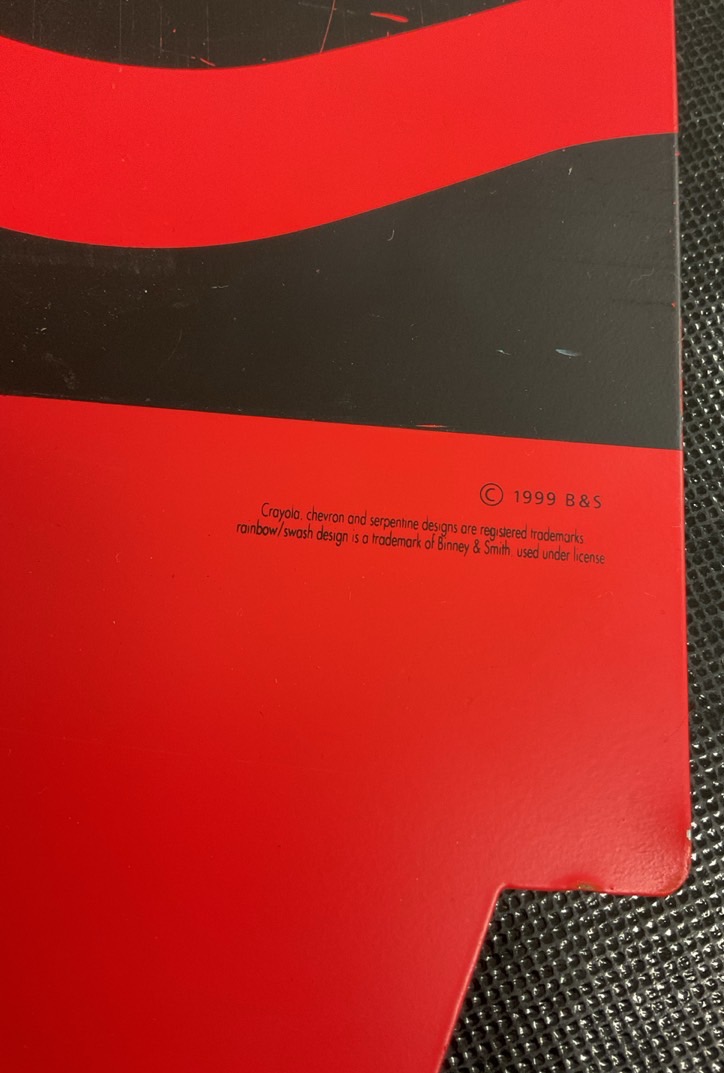 © 1999 B&S
Crayola, chevron and serpentine designs are registered trademarks
rainbow/swash design is a trademark of Binney & Smith, used under license